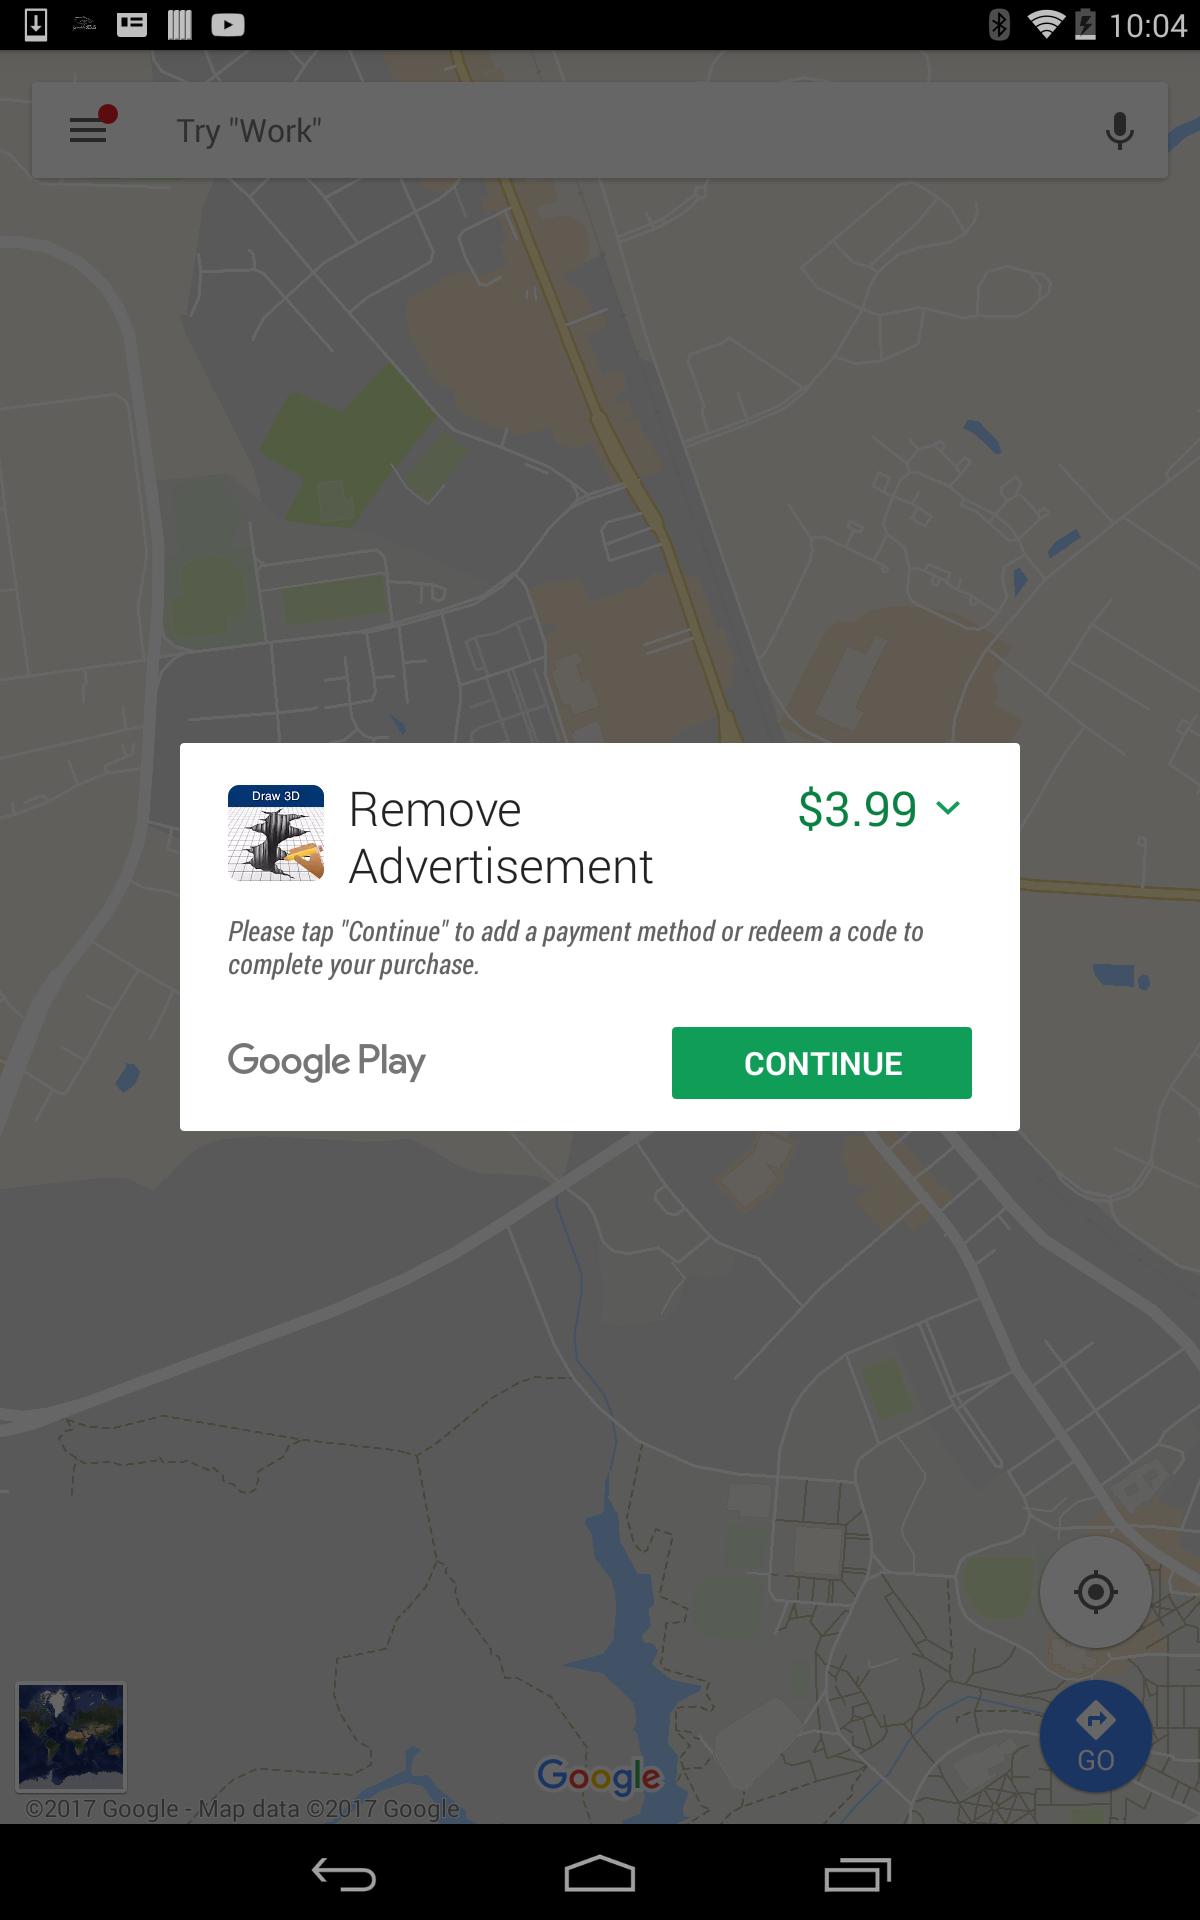 10:04
Try "Work"
Draw 3D
Remove
Advertisement
$3.99
Please tap "Continue" to add a payment method or redeem a code to
complete your purchase.
Google Play
CONTINUE
GO
Google
©2017 Google - Map data ©2017 Google